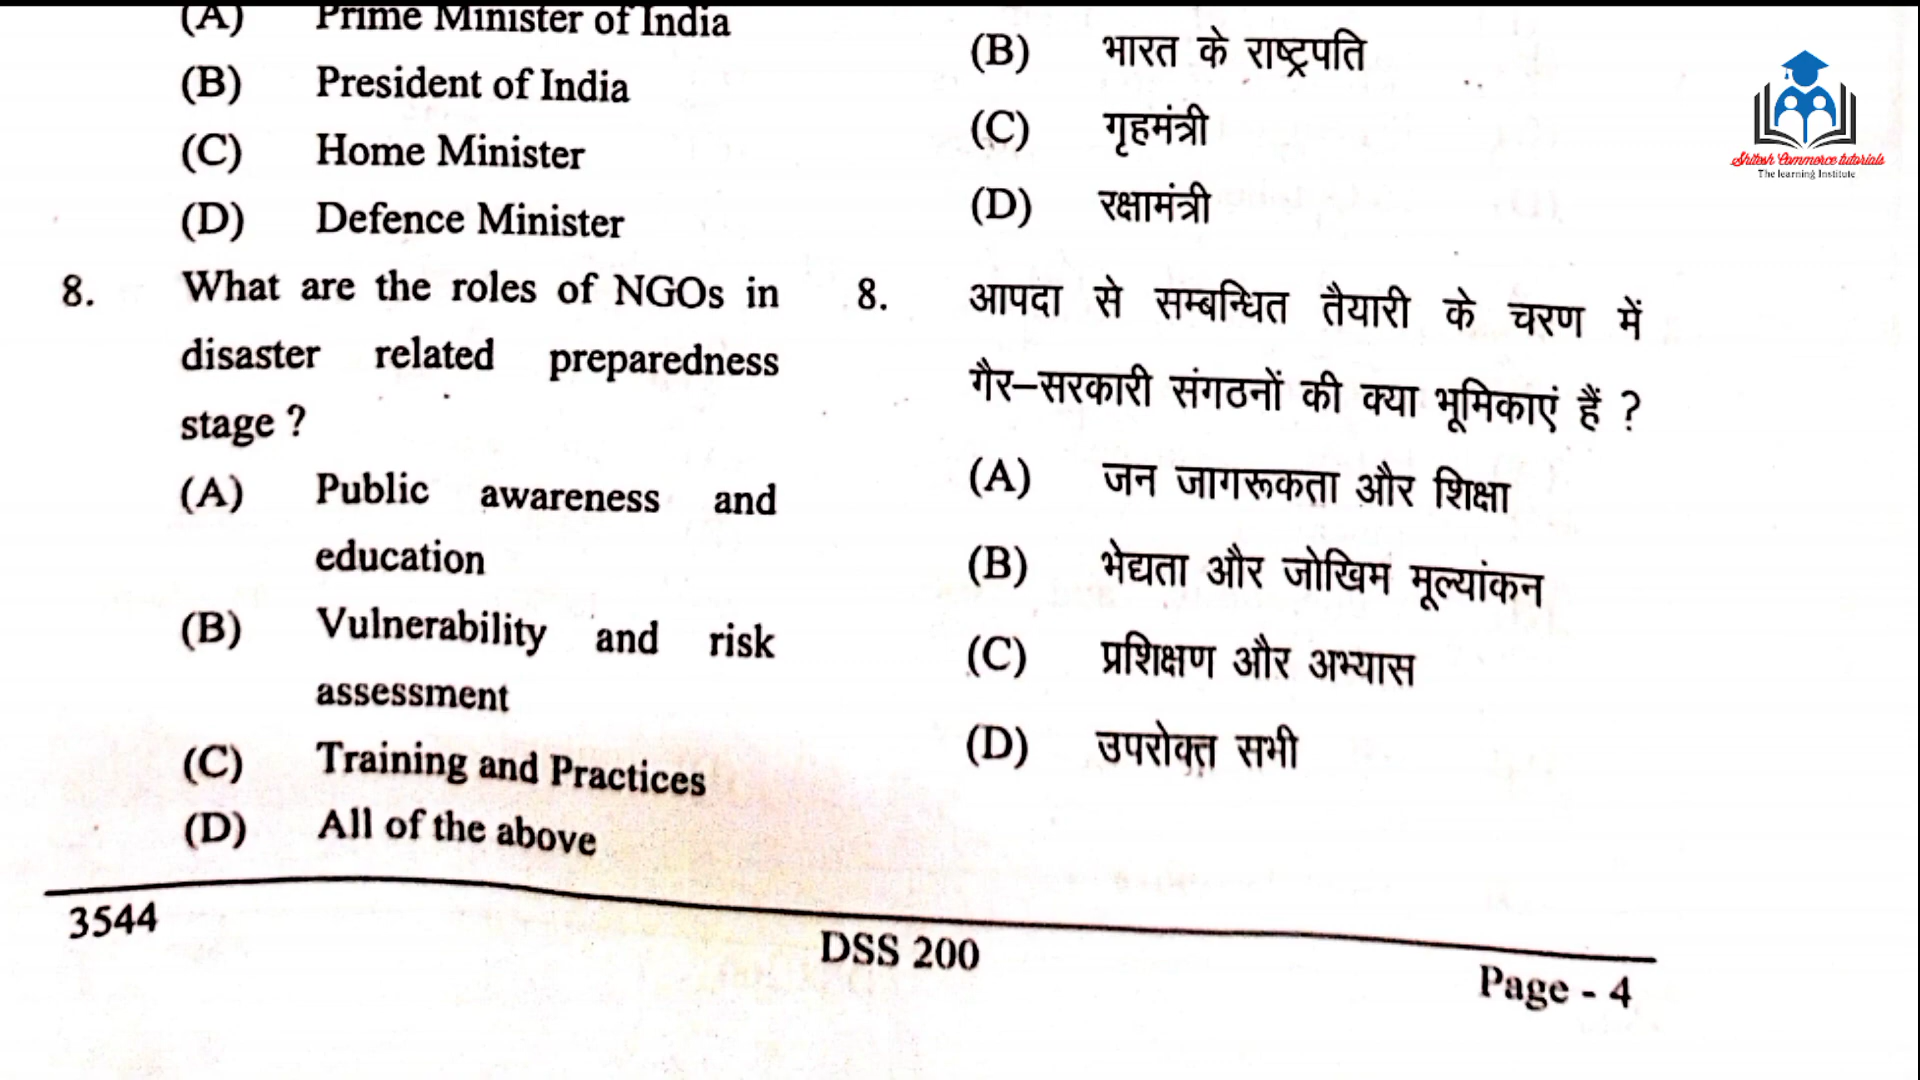 (A) Prime Minister of India
(B) President of India
(C) Home Minister
(D) Defence Minister
8. What are the roles of NGOs in
disaster related preparedness
stage ?
(A) Public awareness and
education
(B) Vulnerability and risk
assessment
(C) Training and Practices
(D) All of the above
(B) भारत के राष्ट्रपति
(C) गृहमंत्री
(D) रक्षामंत्री
8. आपदा से सम्बन्धित तैयारी के चरण में
गैर–सरकारी संगठनों की क्या भूमिकाएं हैं ?
(A) जन जागरूकता और शिक्षा
(B) भेद्यता और जोखिम मूल्यांकन
(C) प्रशिक्षण और अभ्यास
(D) उपरोक्त सभी
Shitosh Commerce tutorials
The learning Institute
3544
DSS 200
Page - 4